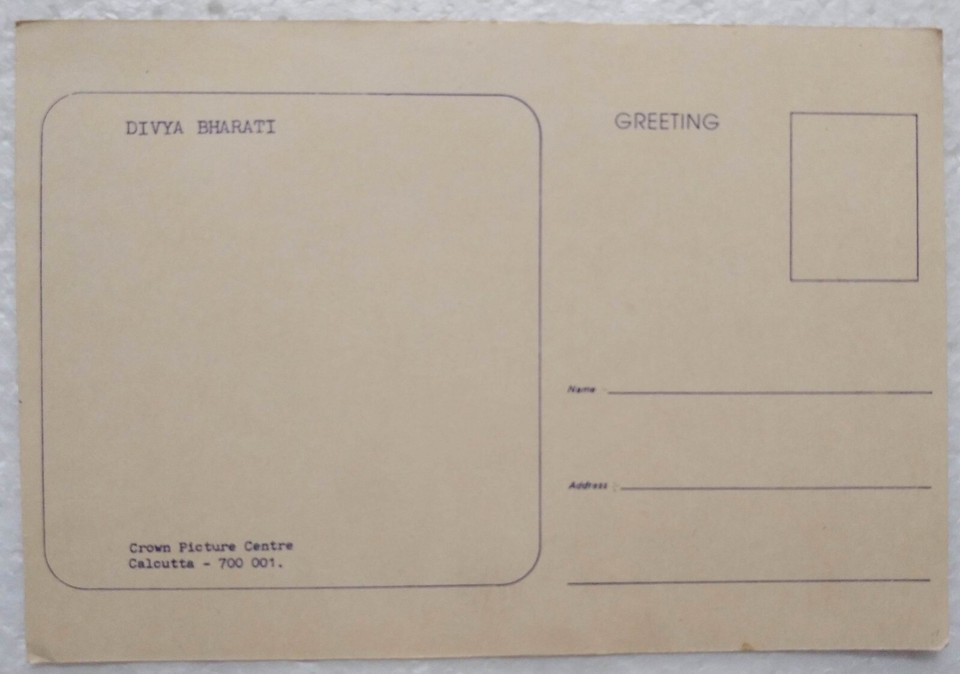 DIVYA BHARATI
Crown Picture Centre
Calcutta - 700 001.
GREETING
Name :-
Address :-